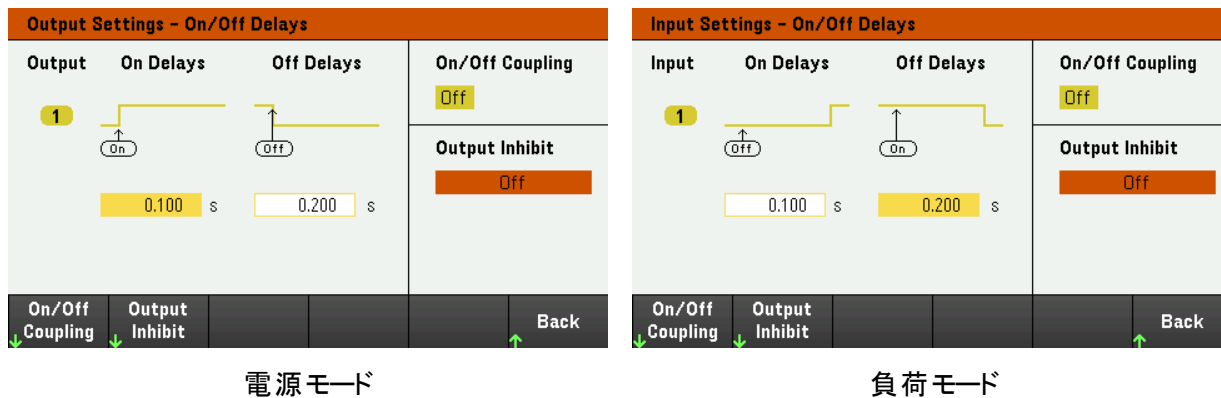 Output Settings - On/Off Delays
Output On Delays Off Delays
On/Off Coupling
Off
1
On
Off
Output Inhibit
Off
0.100 s 0.200 s
On/Off Coupling
Output Inhibit
Back
電源モード
Input Settings - On/Off Delays
Input On Delays Off Delays
On/Off Coupling
Off
1
Off
On
Output Inhibit
Off
0.100 s 0.200 s
On/Off Coupling
Output Inhibit
Back
負荷モード